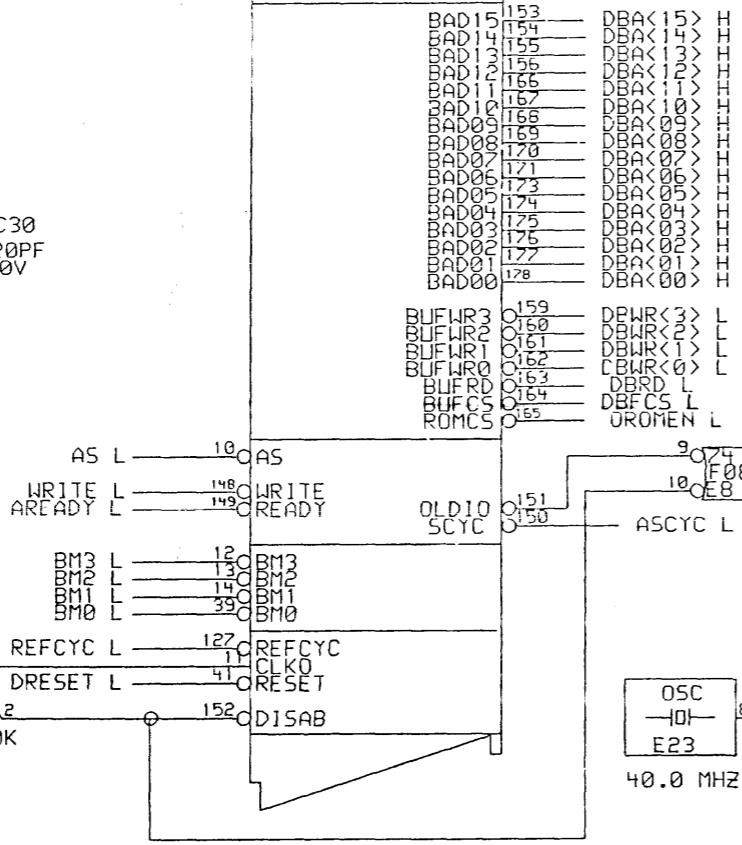 BAD15 153 DBA<15> H
BAD14 154 DBA<14> H
BAD13 155 DBA<13> H
BAD12 156 DBA<12> H
BAD11 166 DBA<11> H
BAD10 167 DBA<10> H
BAD09 168 DBA<09> H
BAD08 169 DBA<08> H
BAD07 170 DBA<07> H
BAD06 171 DBA<06> H
BAD05 173 DBA<05> H
BAD04 174 DBA<04> H
BAD03 175 DBA<03> H
BAD02 176 DBA<02> H
BAD01 177 DBA<01> H
BAD00 178 DBA<00> H
C30
20PF
0V
BUFWR3 159 DBWR<3> L
BUFWR2 160 DBWR<2> L
BUFWR1 161 DBWR<1> L
BUFWR0 162 DBWR<0> L
BUFRD 163 DBRD L
BUFCS 164 DBFCS L
ROMCS 165 OROMEN L
AS L 10 AS
9 74
F08
10 E8
WRITE L 148 WRITE
AREADY L 149 READY
OLDIO 151
SCYC 150 ASCYC L
BM3 L 12 BM3
BM2 L 13 BM2
BM1 L 14 BM1
BM0 L 39 BM0
REFCYC L 127 REFCYC
11 CLKO
DRESET L 41 RESET
2 152 DISAB
0K
OSC
8
E23
40.0 MHZ